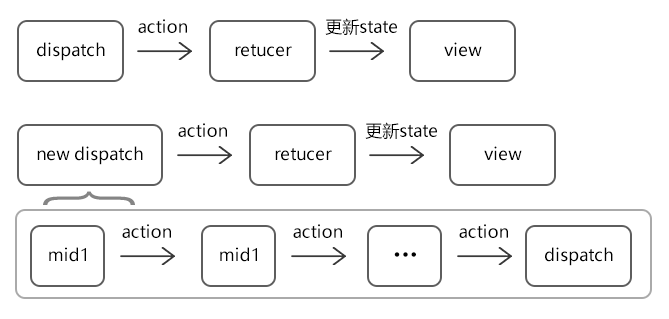 action 更新state
dispatch retucer view
action 更新state
new dispatch retucer view
action action action
mid1 mid1 ••• dispatch